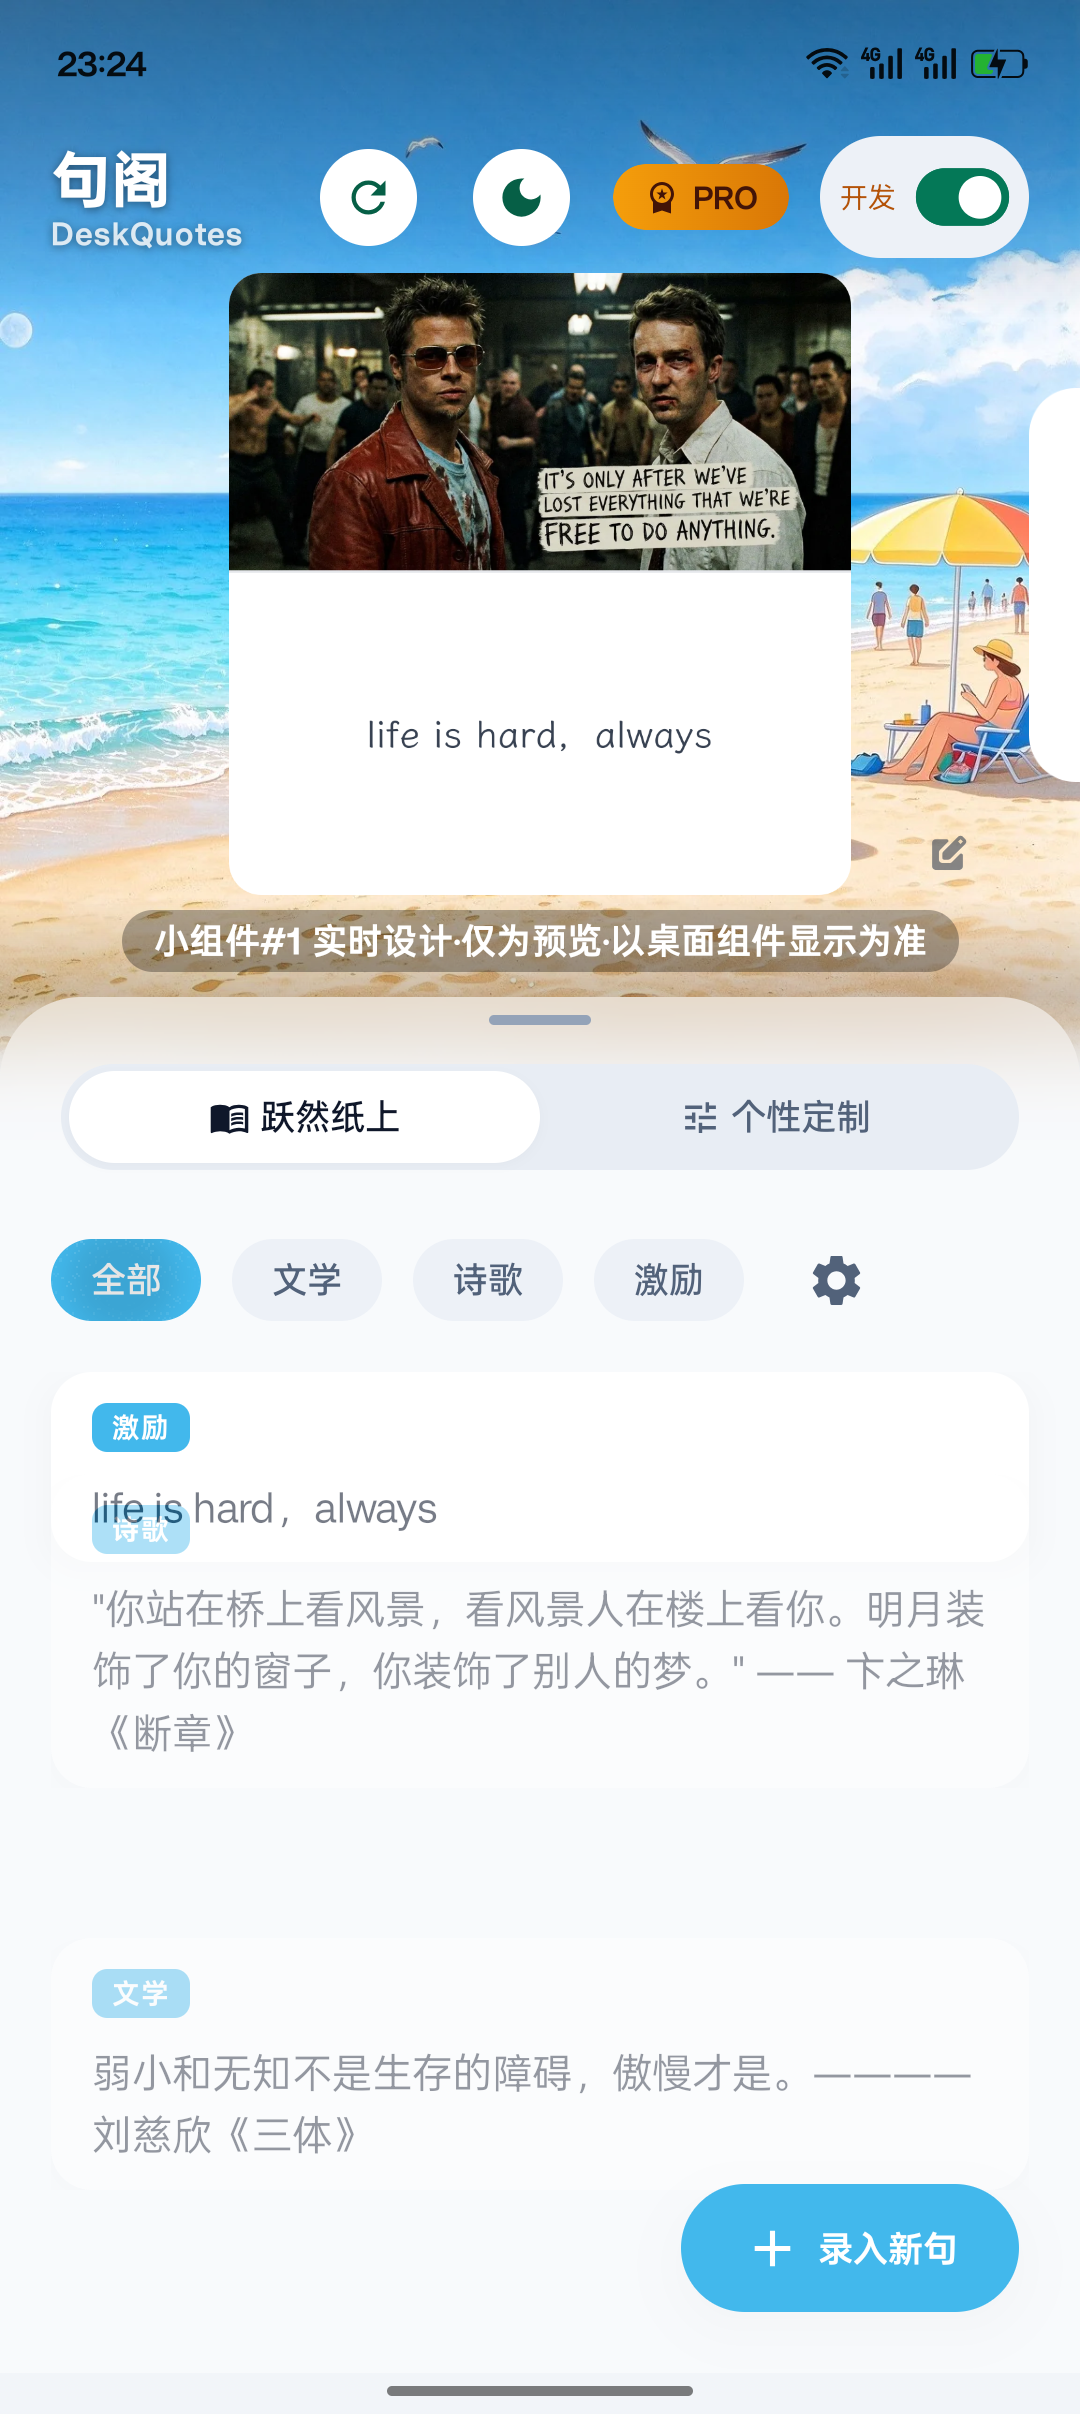 23:24
4G 4G
句阁
DeskQuotes
PRO
开发
IT'S ONLY AFTER WE'VE
LOST EVERYTHING THAT WE'RE
FREE TO DO ANYTHING.
life is hard，always
小组件#1 实时设计·仅为预览·以桌面组件显示为准
跃然纸上
个性定制
全部
文学
诗歌
激励
激励
life is hard，always
诗歌
"你站在桥上看风景，看风景人在楼上看你。明月装
饰了你的窗子，你装饰了别人的梦。" —— 卞之琳
《断章》
文学
弱小和无知不是生存的障碍，傲慢才是。————
刘慈欣《三体》
录入新句